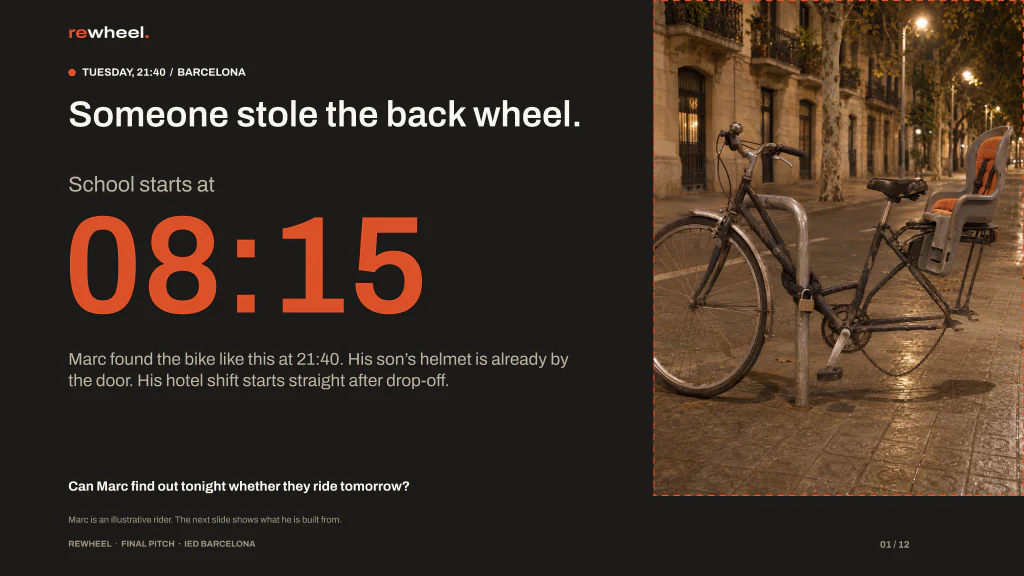 rewheel.
TUESDAY, 21:40 / BARCELONA
Someone stole the back wheel.
School starts at
08:15
Marc found the bike like this at 21:40. His son’s helmet is already by
the door. His hotel shift starts straight after drop-off.
Can Marc find out tonight whether they ride tomorrow?
Marc is an illustrative rider. The next slide shows what he is built from.
REWHEEL · FINAL PITCH · IED BARCELONA
01 / 12